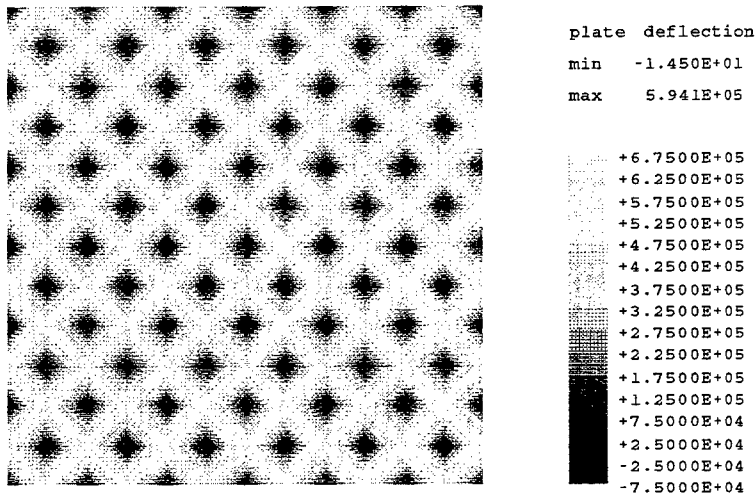 plate deflection
min -1.450E+01
max 5.941E+05
+6.7500E+05
+6.2500E+05
+5.7500E+05
+5.2500E+05
+4.7500E+05
+4.2500E+05
+3.7500E+05
+3.2500E+05
+2.7500E+05
+2.2500E+05
+1.7500E+05
+1.2500E+05
+7.5000E+04
+2.5000E+04
-2.5000E+04
-7.5000E+04